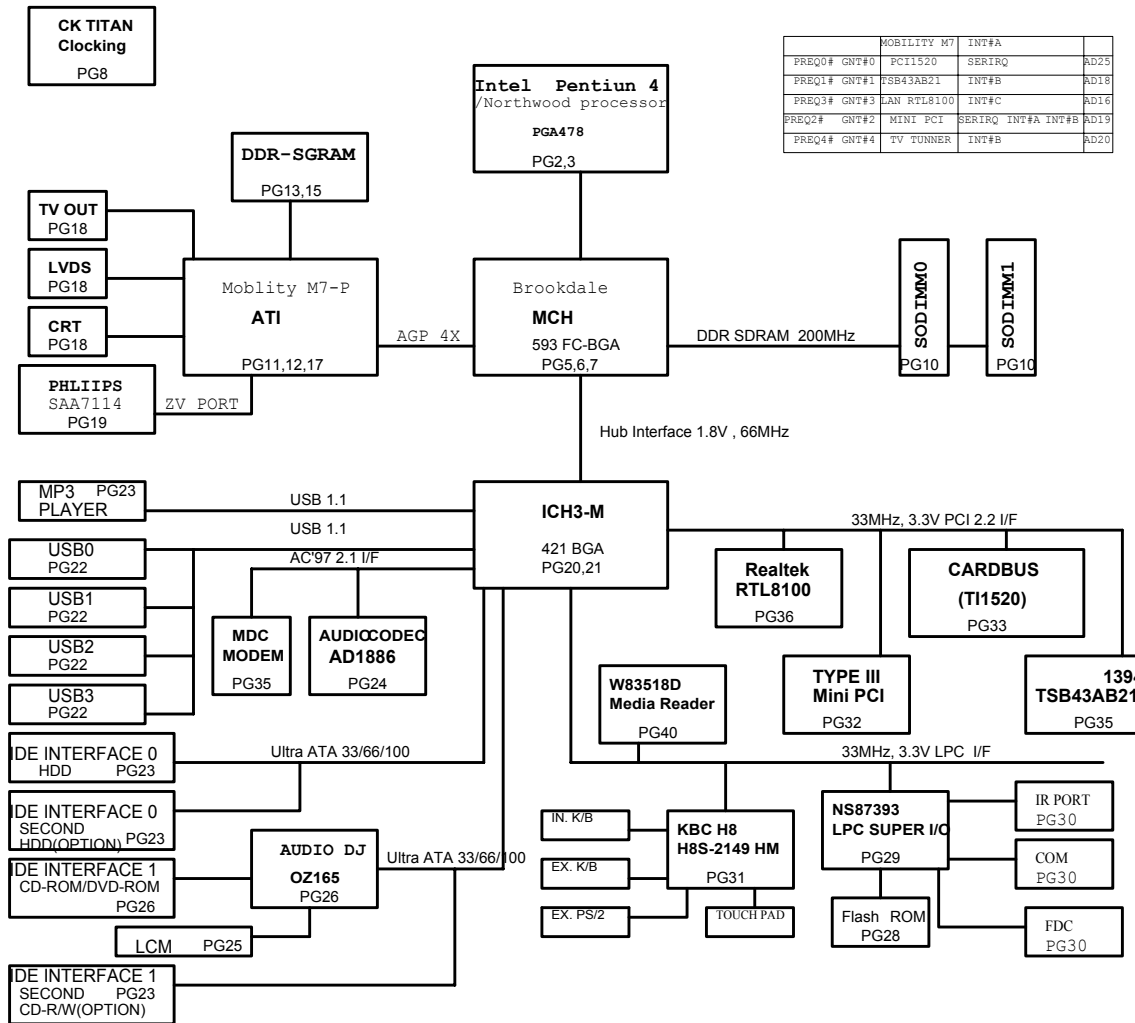 CK TITAN
Clocking
PG8
MOBILITY M7 INT#A
PREQ0# GNT#0 PCI1520 SERIRQ AD25
PREQ1# GNT#1 TSB43AB21 INT#B AD18
PREQ3# GNT#3 LAN RTL8100 INT#C AD16
PREQ2# GNT#2 MINI PCI SERIRQ INT#A INT#B AD19
PREQ4# GNT#4 TV TUNNER INT#B AD20
Intel Pentiun 4
/Northwood processor
PGA478
PG2,3
DDR-SGRAM
PG13,15
TV OUT
PG18
LVDS
PG18
CRT
PG18
PHLIIPS
SAA7114
PG19
ZV PORT
Moblity M7-P
ATI
PG11,12,17
AGP 4X
Brookdale
MCH
593 FC-BGA
PG5,6,7
DDR SDRAM 200MHz
SODIMM0
PG10
SODIMM1
PG10
Hub Interface 1.8V , 66MHz
MP3 PG23
PLAYER
USB 1.1
USB 1.1
USB0
PG22
USB1
PG22
USB2
PG22
USB3
PG22
AC'97 2.1 I/F
MDC
MODEM
PG35
AUDIOCODEC
AD1886
PG24
ICH3-M
421 BGA
PG20,21
33MHz, 3.3V PCI 2.2 I/F
Realtek
RTL8100
PG36
CARDBUS
(TI1520)
PG33
TYPE III
Mini PCI
PG32
1394
TSB43AB21
PG35
W83518D
Media Reader
PG40
33MHz, 3.3V LPC I/F
IDE INTERFACE 0
HDD PG23
Ultra ATA 33/66/100
IDE INTERFACE 0
SECOND
HDD(OPTION) PG23
IDE INTERFACE 1
CD-ROM/DVD-ROM
PG26
AUDIO DJ
OZ165
PG26
Ultra ATA 33/66/100
LCM PG25
IDE INTERFACE 1
SECOND PG23
CD-R/W(OPTION)
IN. K/B
EX. K/B
EX. PS/2
KBC H8
H8S-2149 HM
PG31
TOUCH PAD
NS87393
LPC SUPER I/O
PG29
Flash ROM
PG28
IR PORT
PG30
COM
PG30
FDC
PG30